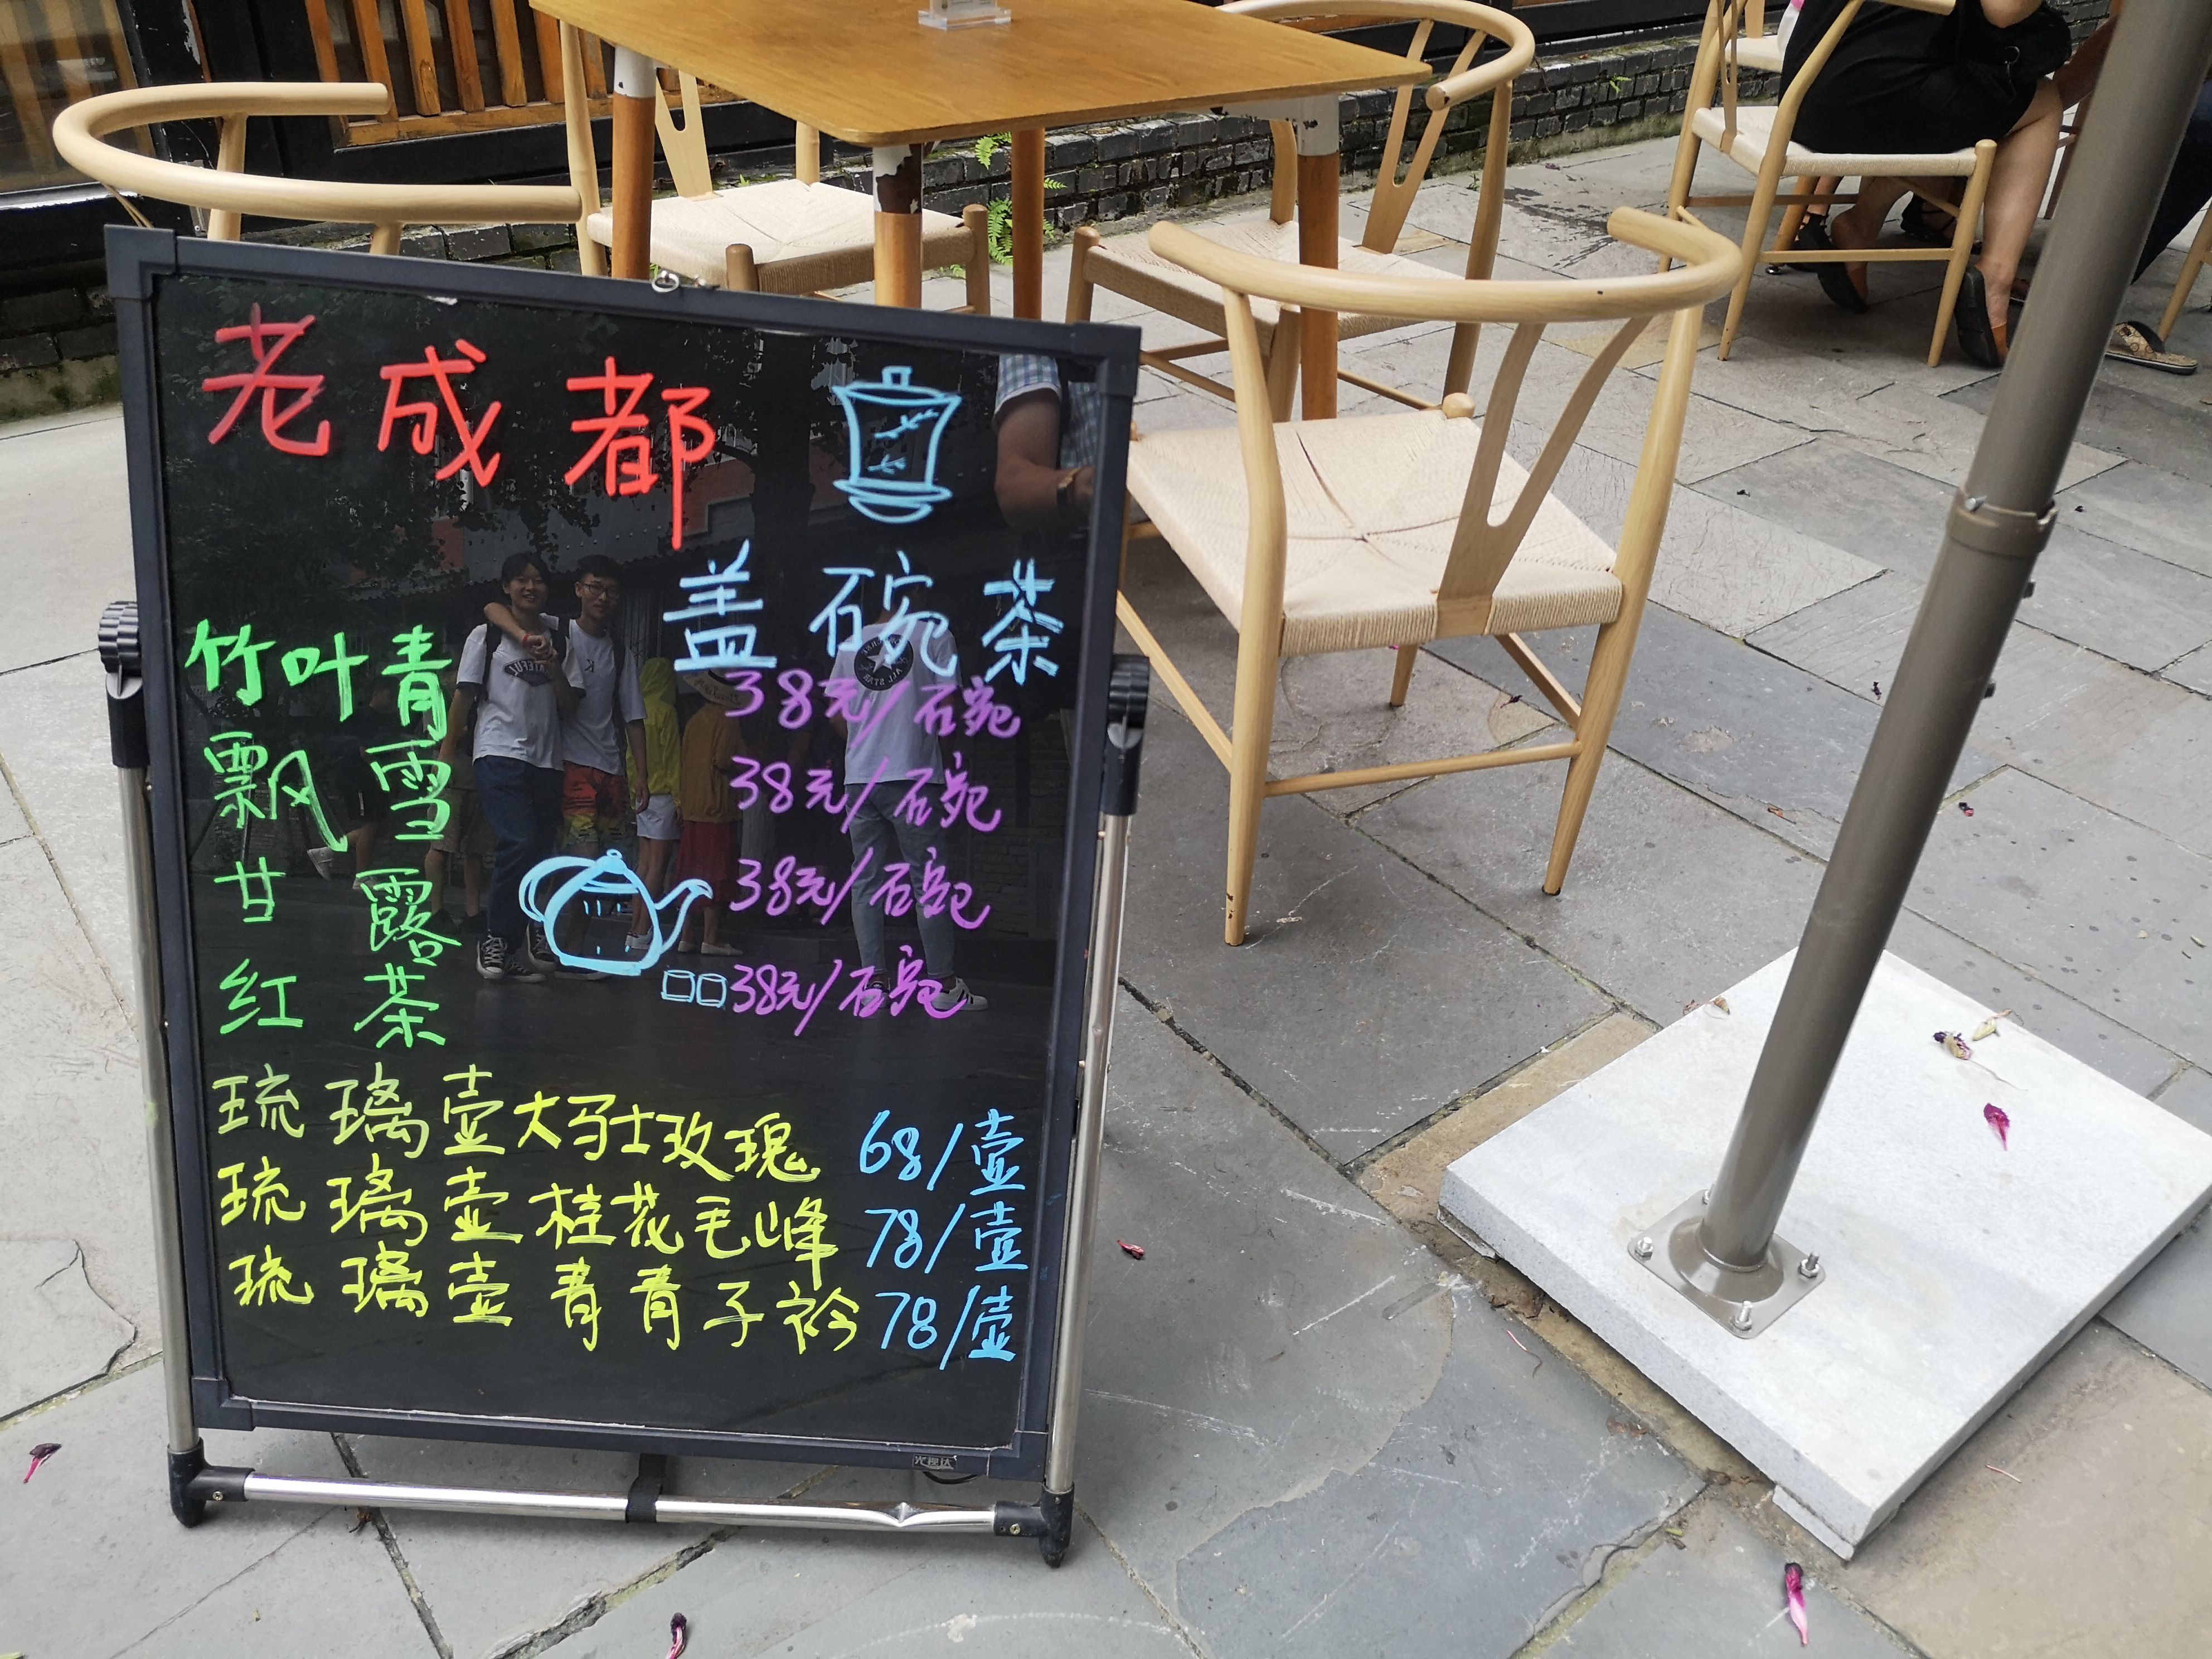 老成都
盖碗茶
竹叶青 38元/碗
飘雪 38元/碗
甘露 38元/碗
红茶 38元/碗
琉璃壶大马士玫瑰 68/壶
琉璃壶桂花毛峰 78/壶
琉璃壶青青子衿 78/壶